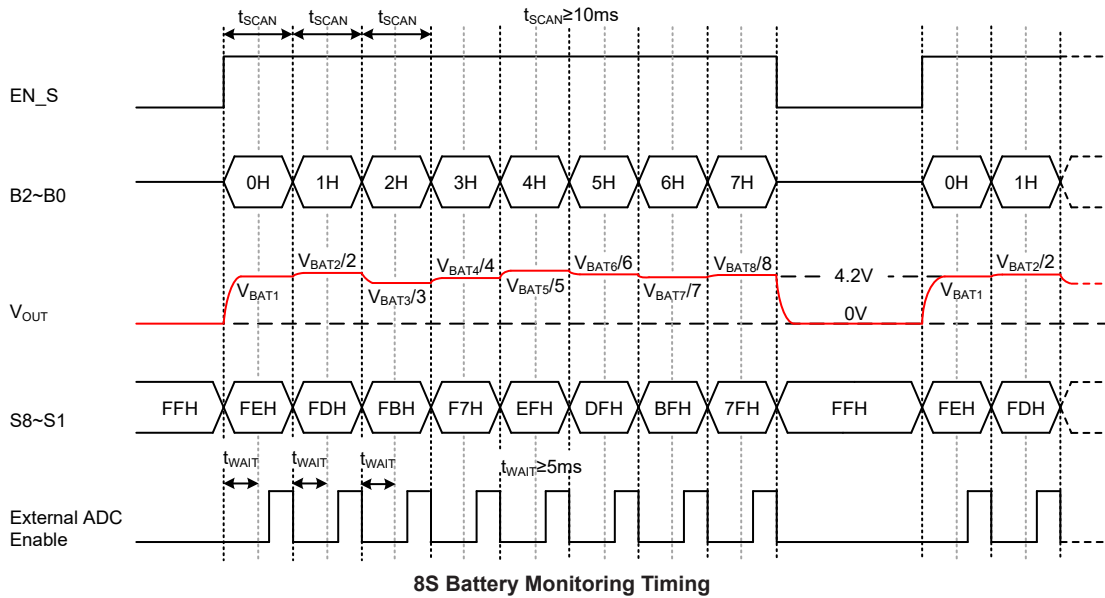 tSCAN tSCAN tSCAN tSCAN≥10ms
EN_S
B2~B0 0H 1H 2H 3H 4H 5H 6H 7H 0H 1H
VOUT VBAT1 VBAT2/2 VBAT3/3 VBAT4/4 VBAT5/5 VBAT6/6 VBAT7/7 VBAT8/8 4.2V 0V VBAT1 VBAT2/2
S8~S1 FFH FEH FDH FBH F7H EFH DFH BFH 7FH FFH FEH FDH
tWAIT tWAIT tWAIT tWAIT≥5ms
External ADC
Enable
8S Battery Monitoring Timing